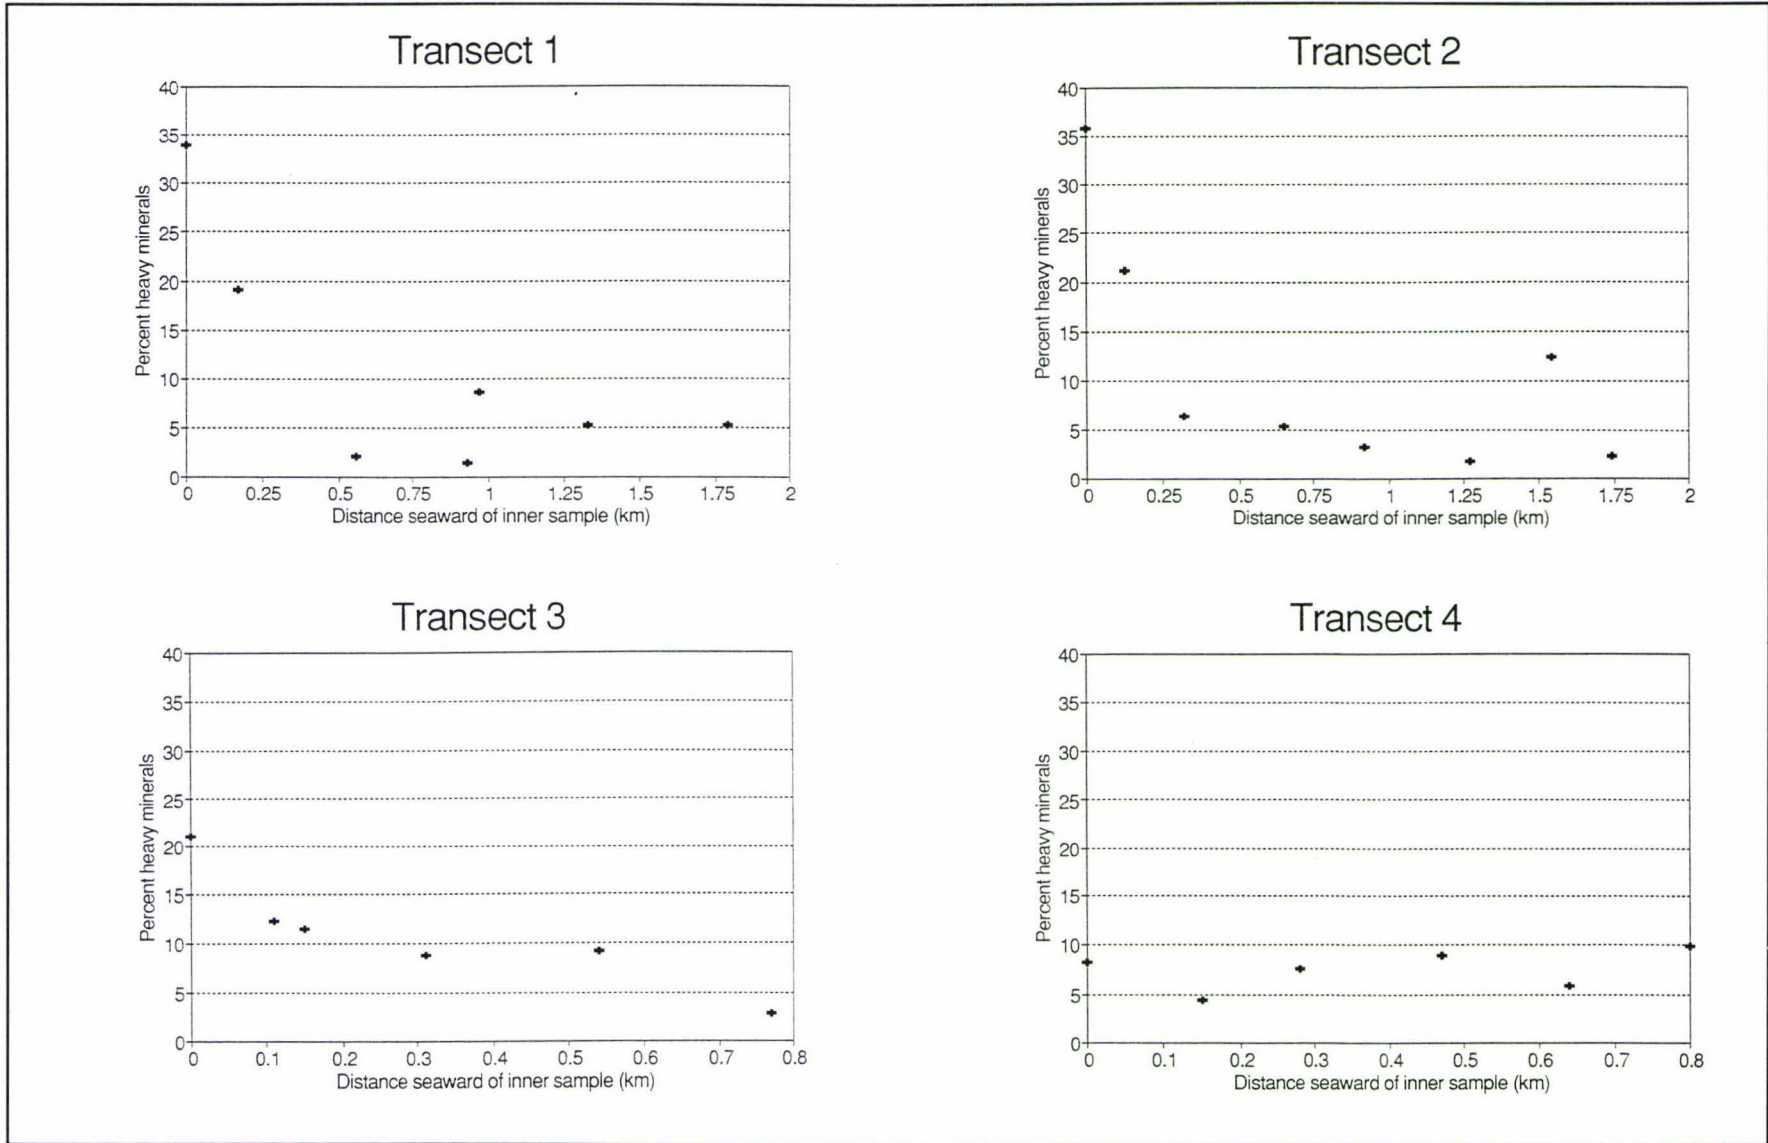 Transect 1
40
35
30
25
20
15
10
5
0
Percent heavy minerals
0 0.25 0.5 0.75 1 1.25 1.5 1.75 2
Distance seaward of inner sample (km)
Transect 2
40
35
30
25
20
15
10
5
0
Percent heavy minerals
0 0.25 0.5 0.75 1 1.25 1.5 1.75 2
Distance seaward of inner sample (km)
Transect 3
40
35
30
25
20
15
10
5
0
Percent heavy minerals
0 0.1 0.2 0.3 0.4 0.5 0.6 0.7 0.8
Distance seaward of inner sample (km)
Transect 4
40
35
30
25
20
15
10
5
0
Percent heavy minerals
0 0.1 0.2 0.3 0.4 0.5 0.6 0.7 0.8
Distance seaward of inner sample (km)